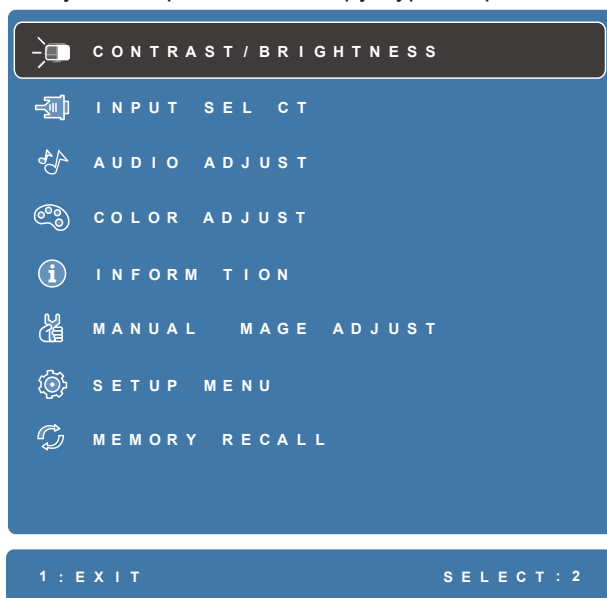 CONTRAST/BRIGHTNESS
INPUT SEL CT
AUDIO ADJUST
COLOR ADJUST
INFORM TION
MANUAL MAGE ADJUST
SETUP MENU
MEMORY RECALL
1:EXIT SELECT:2